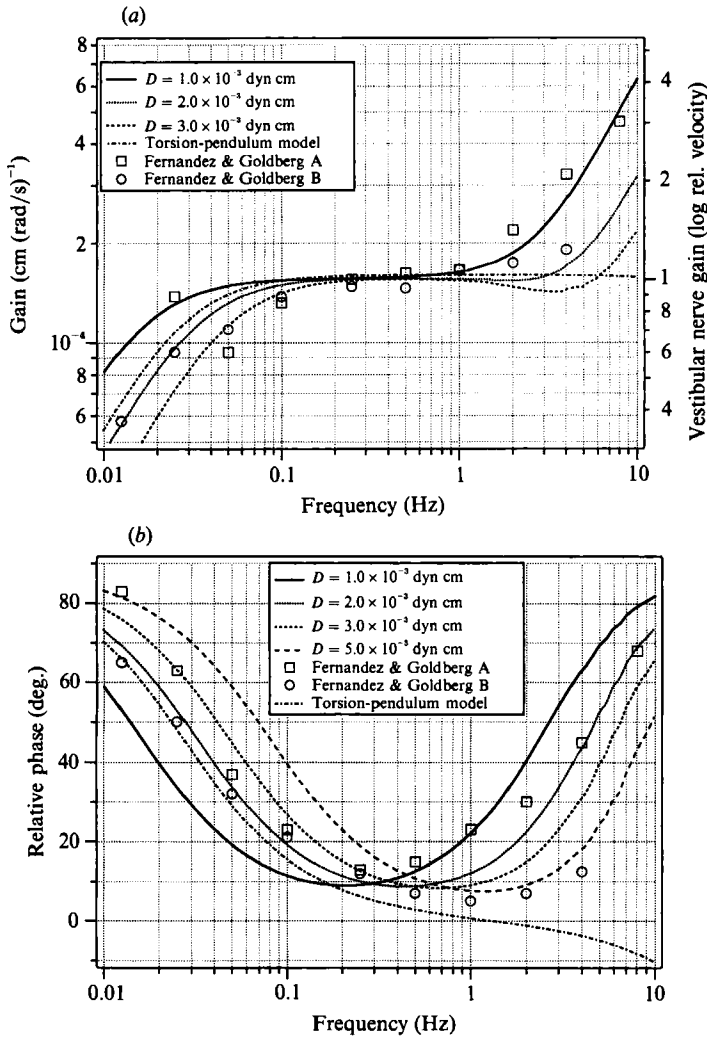 (a)
8
6
4
2
10⁻⁴
8
6
Gain (cm (rad/s)⁻¹)
D = 1.0 × 10⁻³ dyn cm
D = 2.0 × 10⁻³ dyn cm
D = 3.0 × 10⁻³ dyn cm
Torsion-pendulum model
Fernandez & Goldberg A
Fernandez & Goldberg B
4
2
1
8
6
4
Vestibular nerve gain (log rel. velocity)
0.01
0.1
1
10
Frequency (Hz)
(b)
80
60
40
20
0
Relative phase (deg.)
D = 1.0 × 10⁻³ dyn cm
D = 2.0 × 10⁻³ dyn cm
D = 3.0 × 10⁻³ dyn cm
D = 5.0 × 10⁻³ dyn cm
Fernandez & Goldberg A
Fernandez & Goldberg B
Torsion-pendulum model
0.01
0.1
1
10
Frequency (Hz)